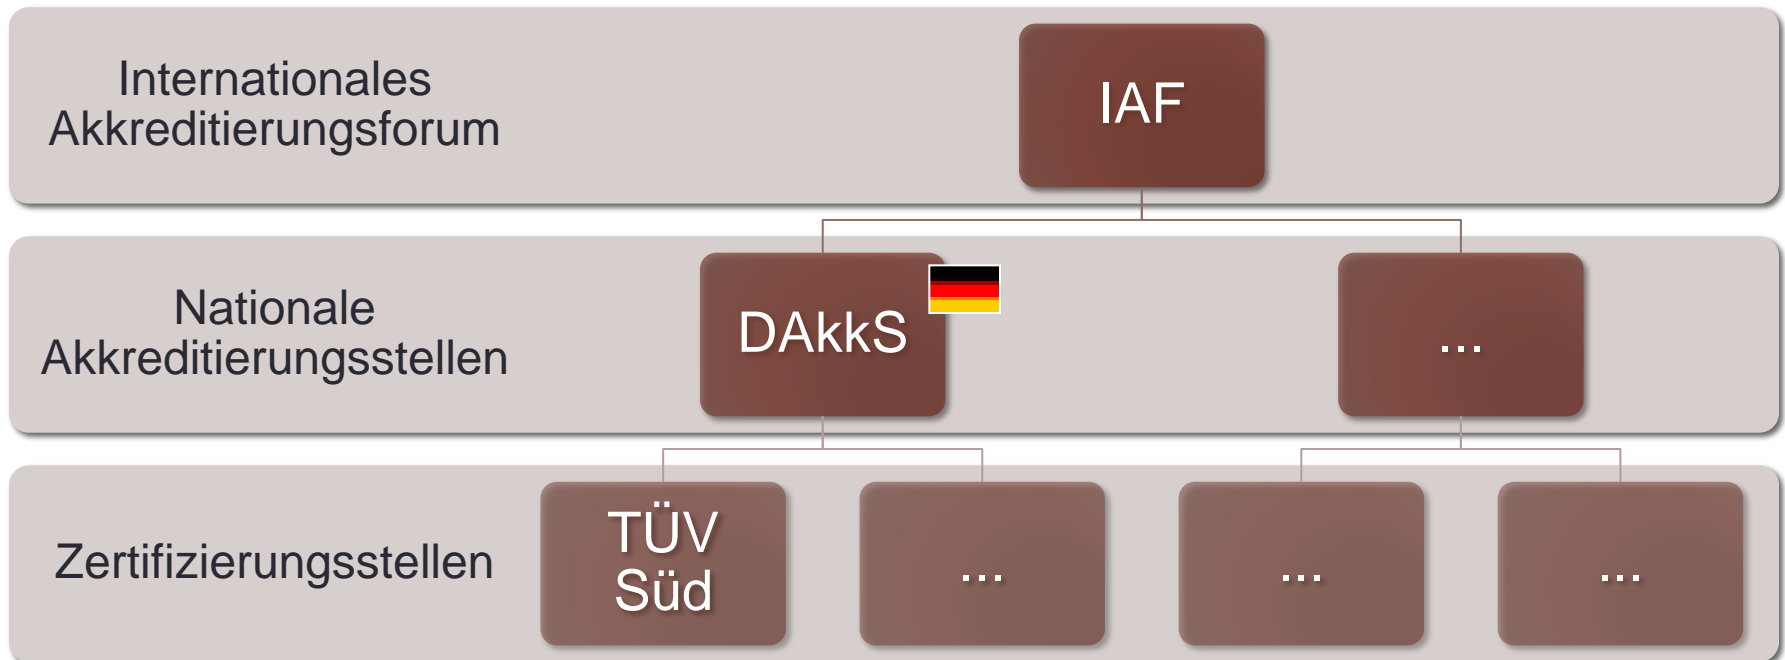 Internationales
Akkreditierungsforum
IAF
Nationale
Akkreditierungsstellen
DAkkS
...
Zertifizierungsstellen
TÜV
Süd
...
...
...